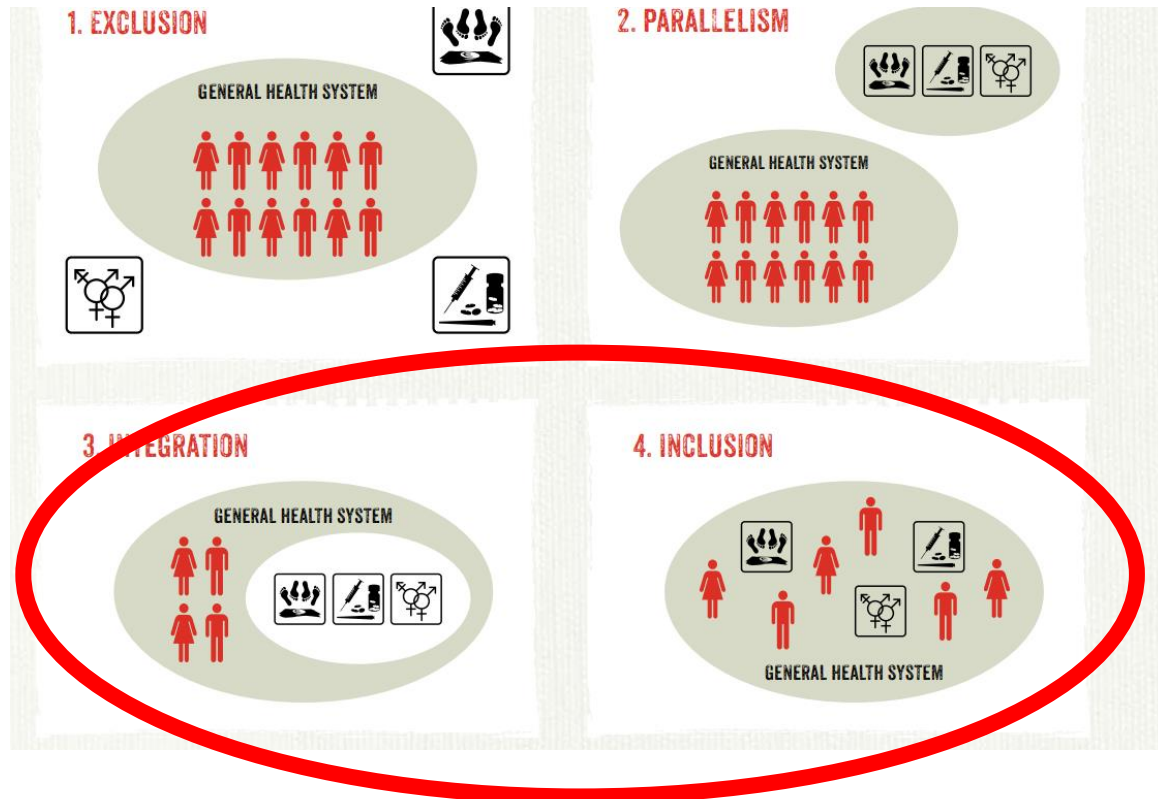 1. EXCLUSION
GENERAL HEALTH SYSTEM
2. PARALLELISM
GENERAL HEALTH SYSTEM
3. INTEGRATION
GENERAL HEALTH SYSTEM
4. INCLUSION
GENERAL HEALTH SYSTEM